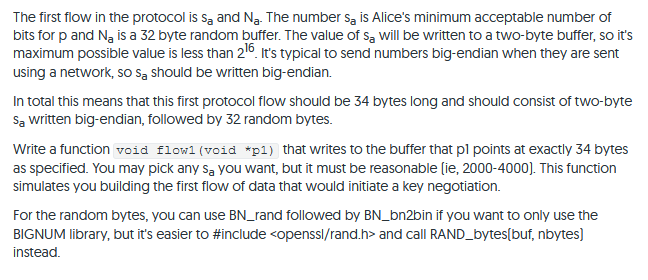 The first flow in the protocol is sa and Na. The number sa is Alice's minimum acceptable number of
bits for p and Na is a 32 byte random buffer. The value of sa will be written to a two-byte buffer, so it's
maximum possible value is less than 2^16. It's typical to send numbers big-endian when they are sent
using a network, so sa should be written big-endian.
In total this means that this first protocol flow should be 34 bytes long and should consist of two-byte
sa written big-endian, followed by 32 random bytes.
Write a function void flow1(void *p1) that writes to the buffer that p1 points at exactly 34 bytes
as specified. You may pick any sa you want, but it must be reasonable (ie, 2000-4000). This function
simulates you building the first flow of data that would initiate a key negotiation.
For the random bytes, you can use BN_rand followed by BN_bn2bin if you want to only use the
BIGNUM library, but it's easier to #include <openssl/rand.h> and call RAND_bytes(buf, nbytes)
instead.